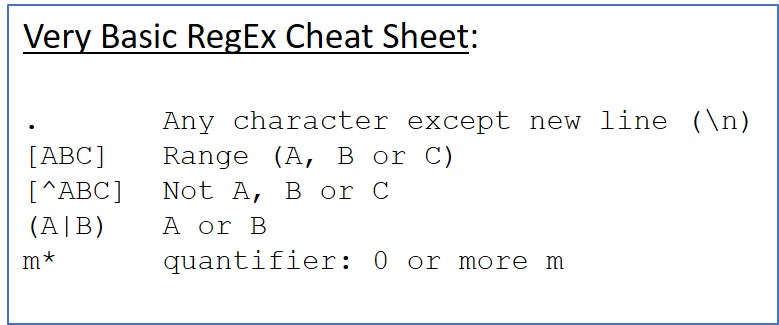 Very Basic RegEx Cheat Sheet:
. Any character except new line (\n)
[ABC] Range (A, B or C)
[^ABC] Not A, B or C
(A|B) A or B
m* quantifier: 0 or more m